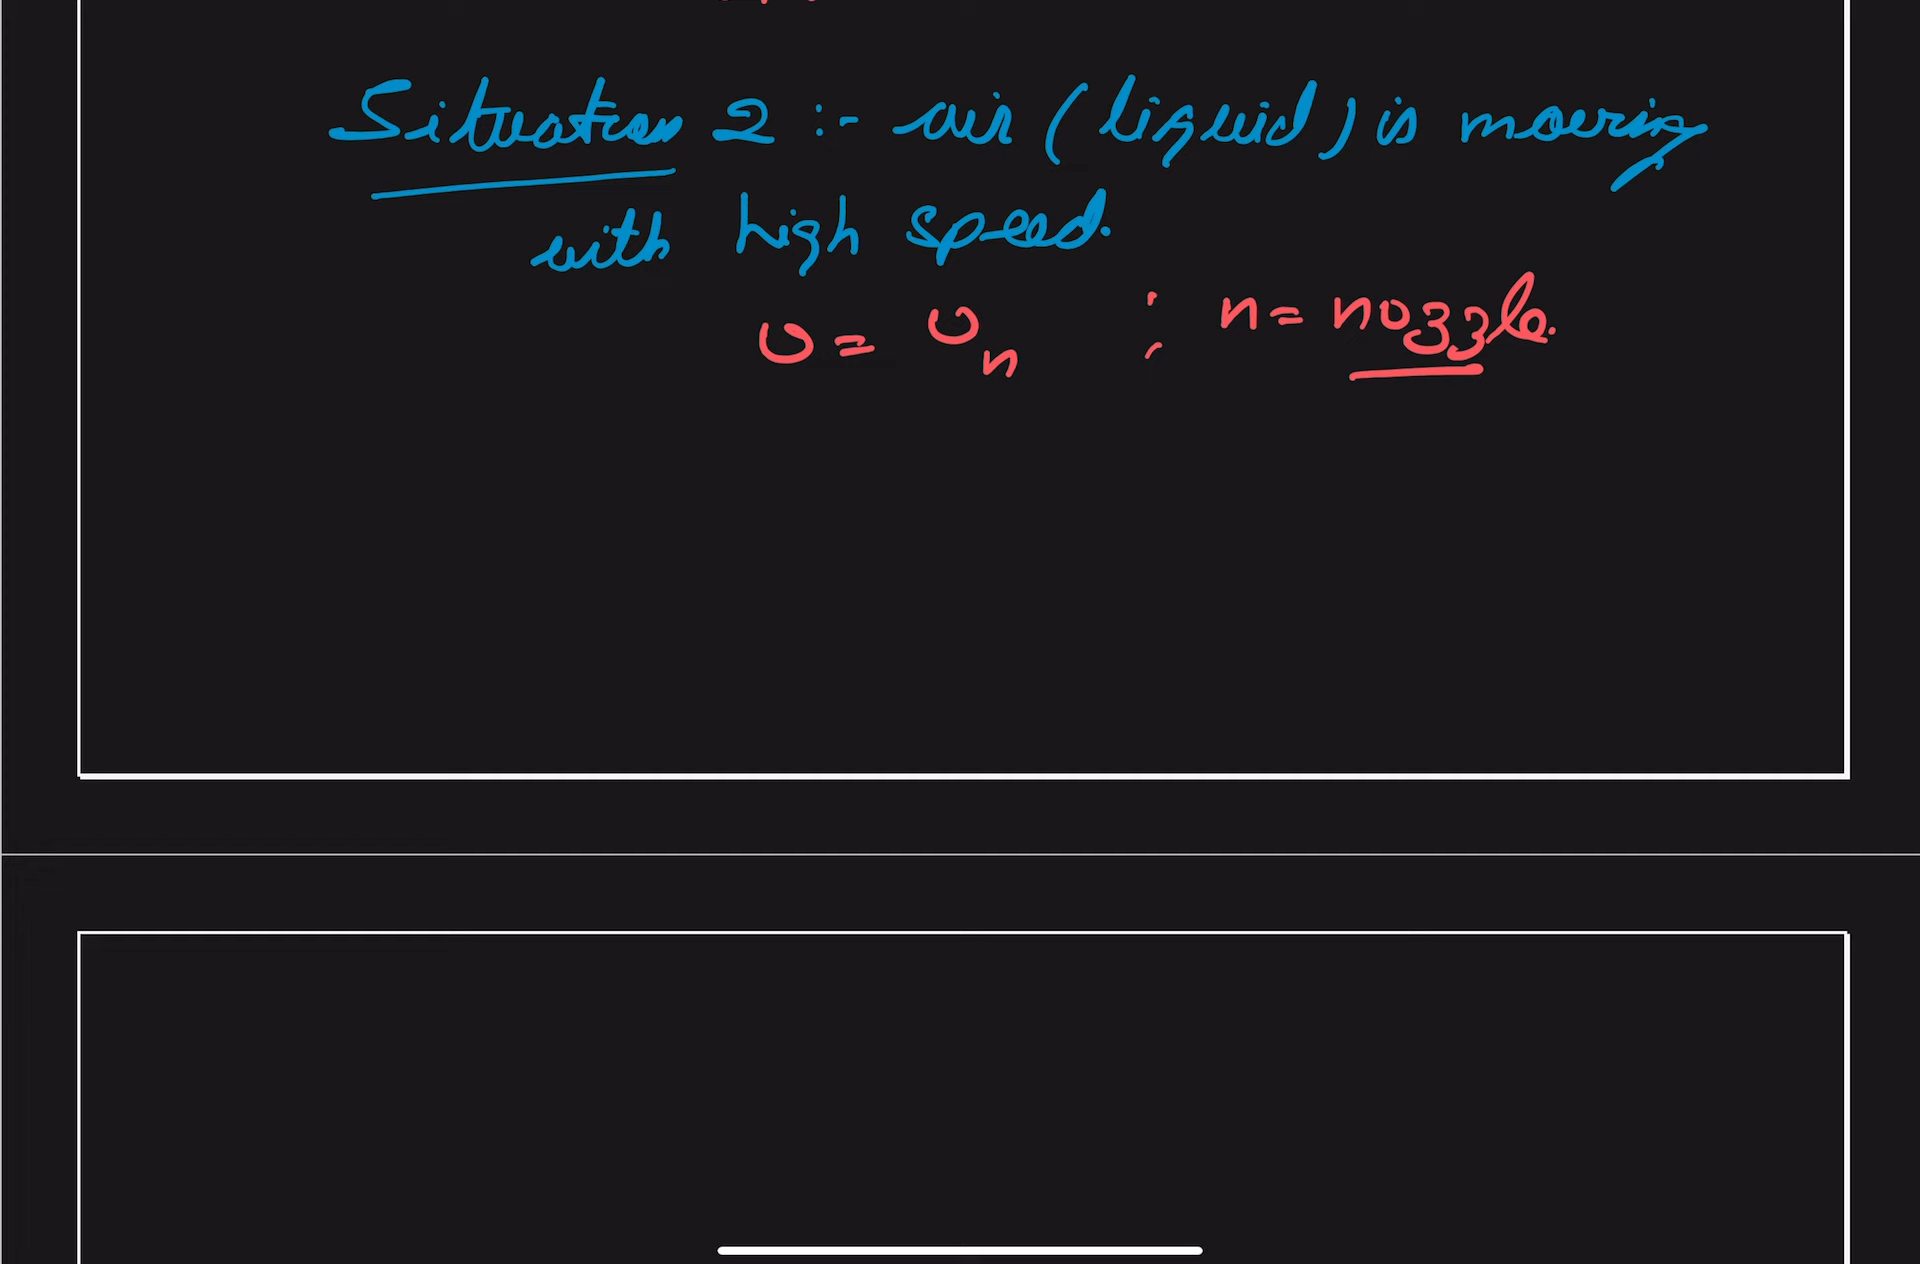 Situation 2 :- air (liquid) is moving
with high speed.
υ = υn ; n = nozzle.